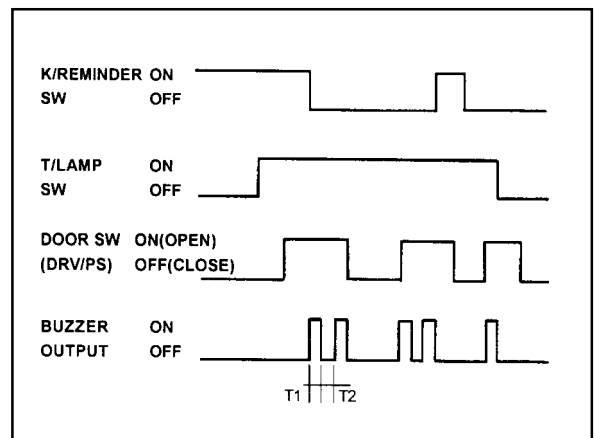 K/REMINDER ON
SW OFF
T/LAMP ON
SW OFF
DOOR SW ON(OPEN)
(DRV/PS) OFF(CLOSE)
BUZZER ON
OUTPUT OFF
T1 T2